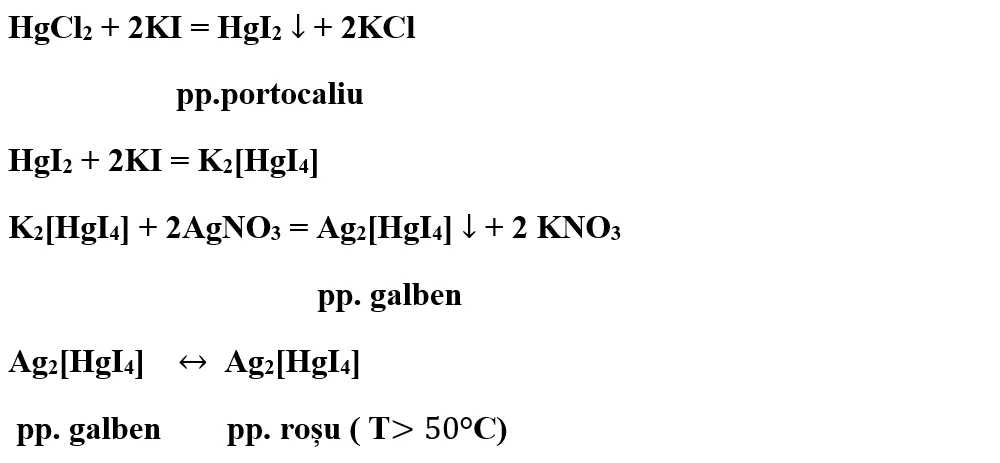 HgCl₂ + 2KI = HgI₂ ↓ + 2KCl
pp.portocaliu
HgI₂ + 2KI = K₂[HgI₄]
K₂[HgI₄] + 2AgNO₃ = Ag₂[HgI₄] ↓ + 2 KNO₃
pp. galben
Ag₂[HgI₄] ↔ Ag₂[HgI₄]
pp. galben pp. roșu ( T> 50°C)